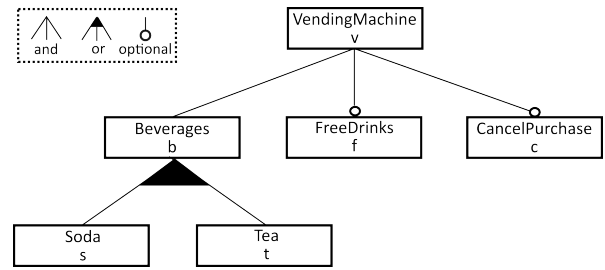 and or optional
VendingMachine
v
Beverages
b
FreeDrinks
f
CancelPurchase
c
Soda
s
Tea
t